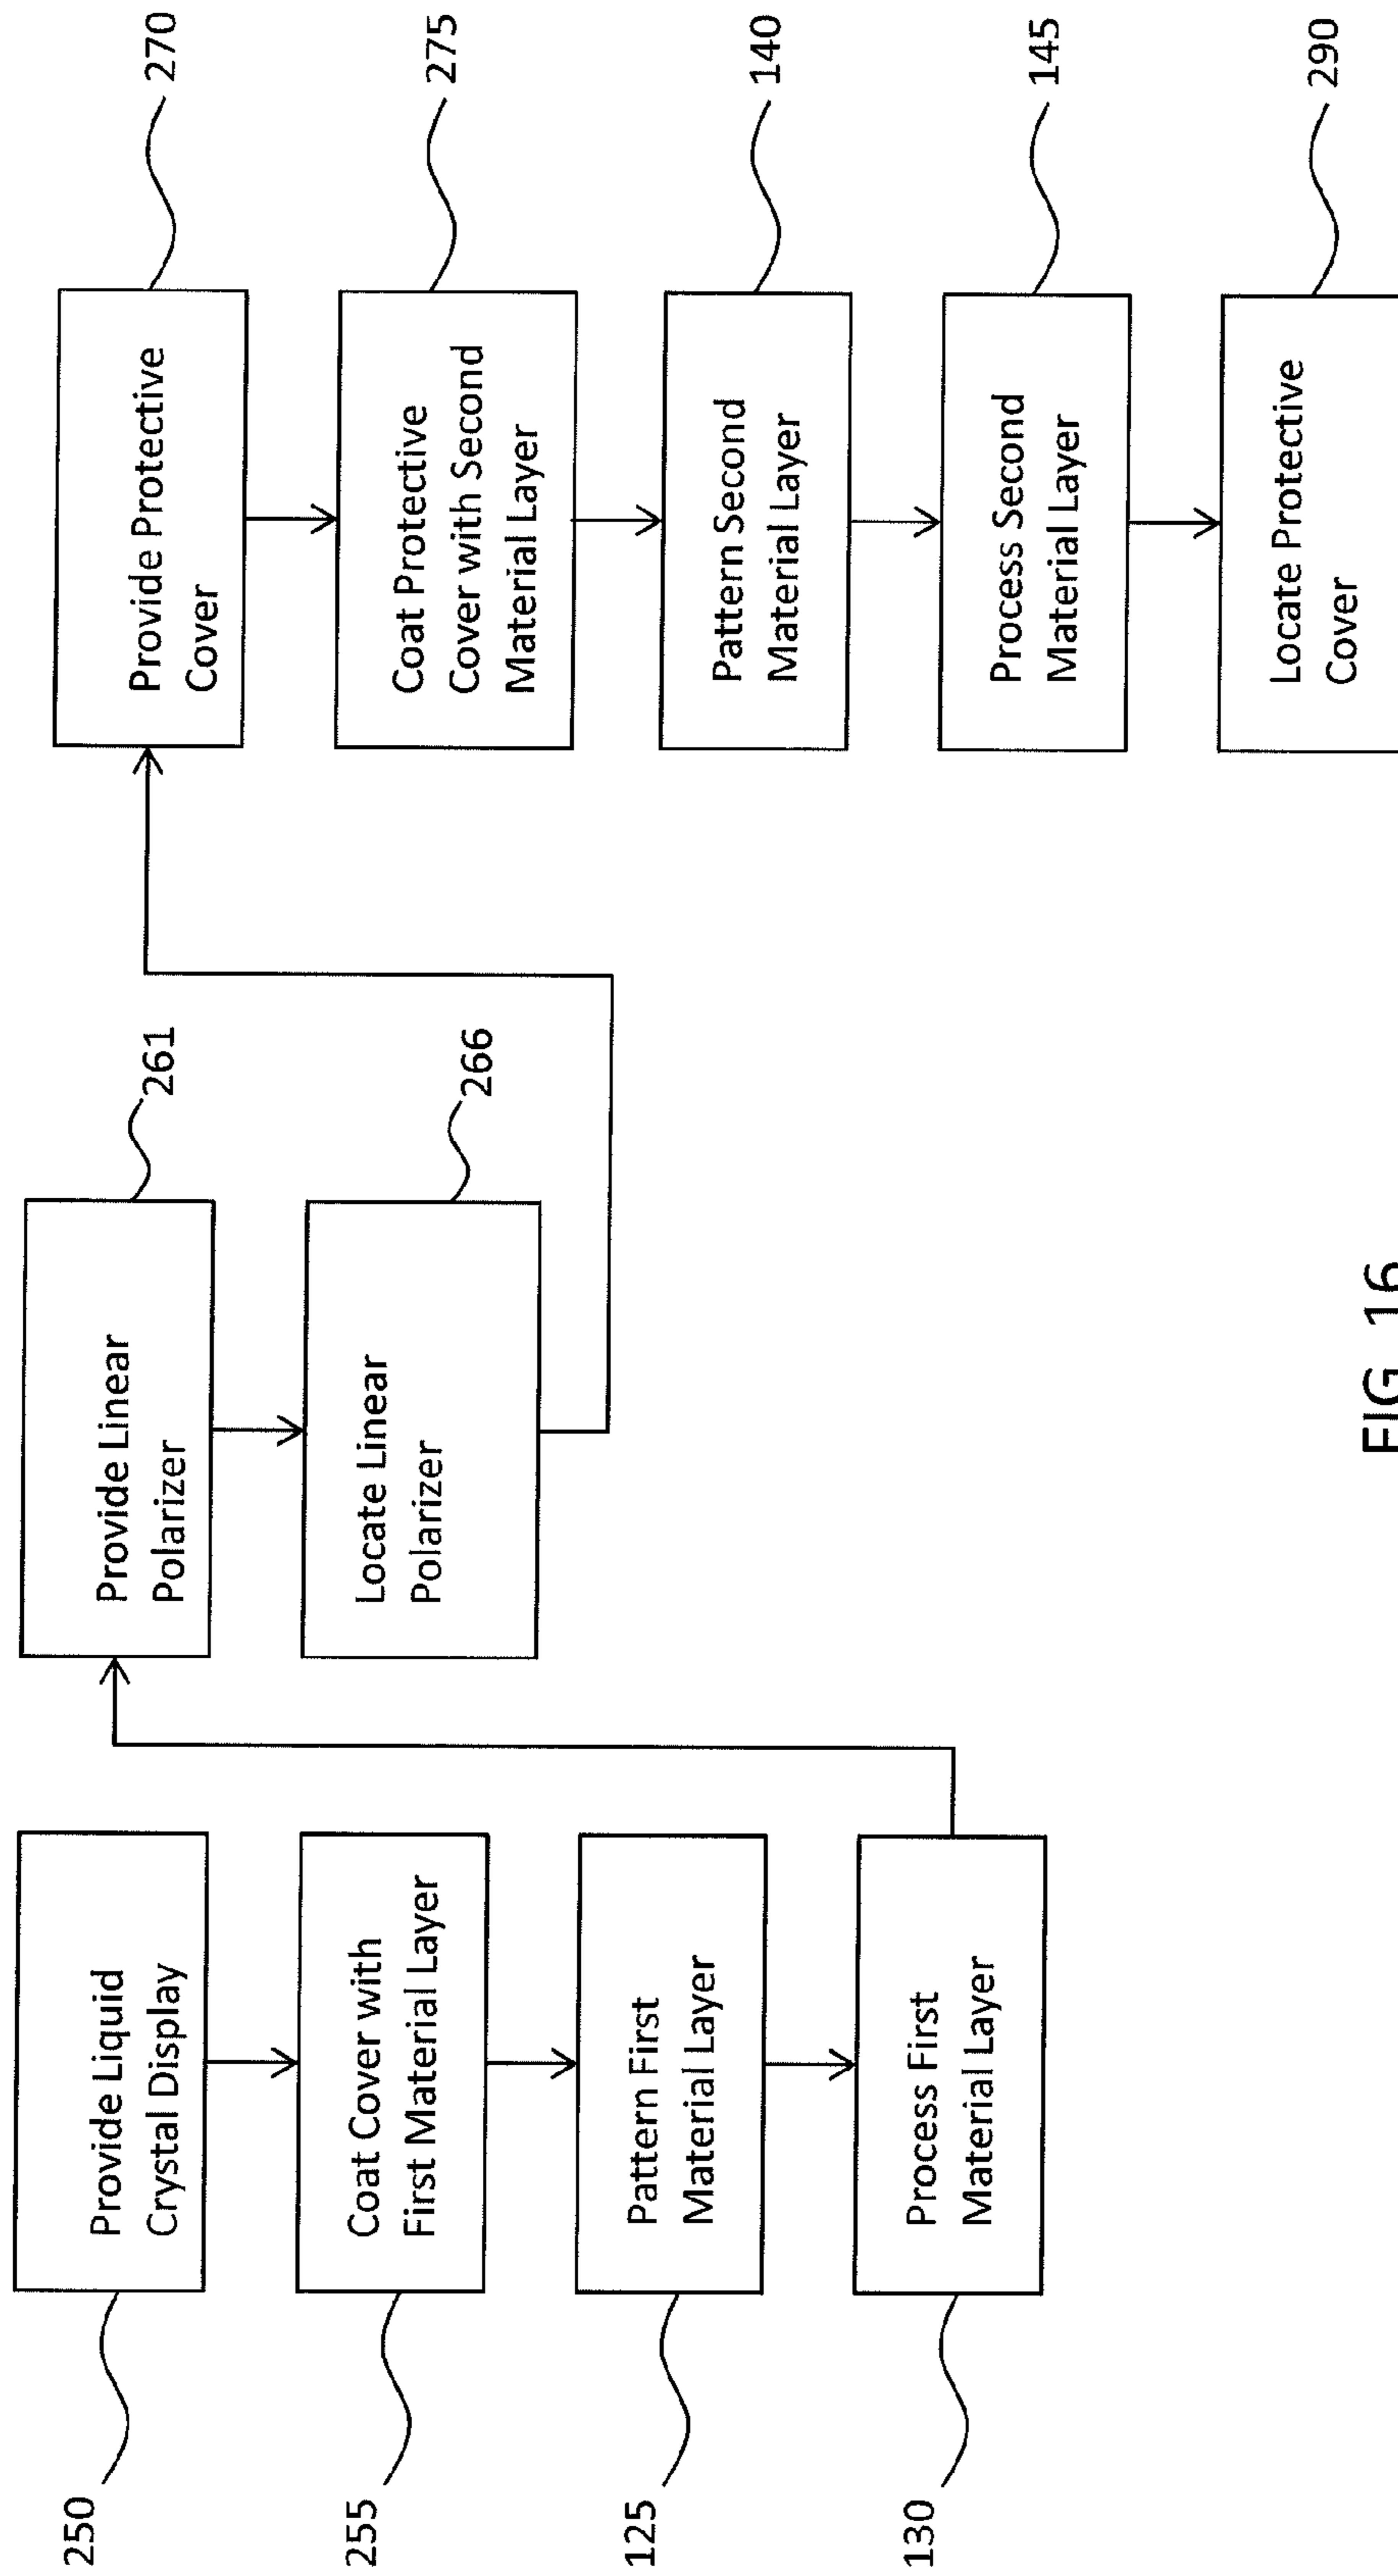 250
Provide Liquid
Crystal Display
255
Coat Cover with
First Material Layer
125
Pattern First
Material Layer
130
Process First
Material Layer
Provide Linear
Polarizer
261
Locate Linear
Polarizer
266
Provide Protective
Cover
270
Coat Protective
Cover with Second
Material Layer
275
Pattern Second
Material Layer
140
Process Second
Material Layer
145
Locate Protective
Cover
290
FIG. 16